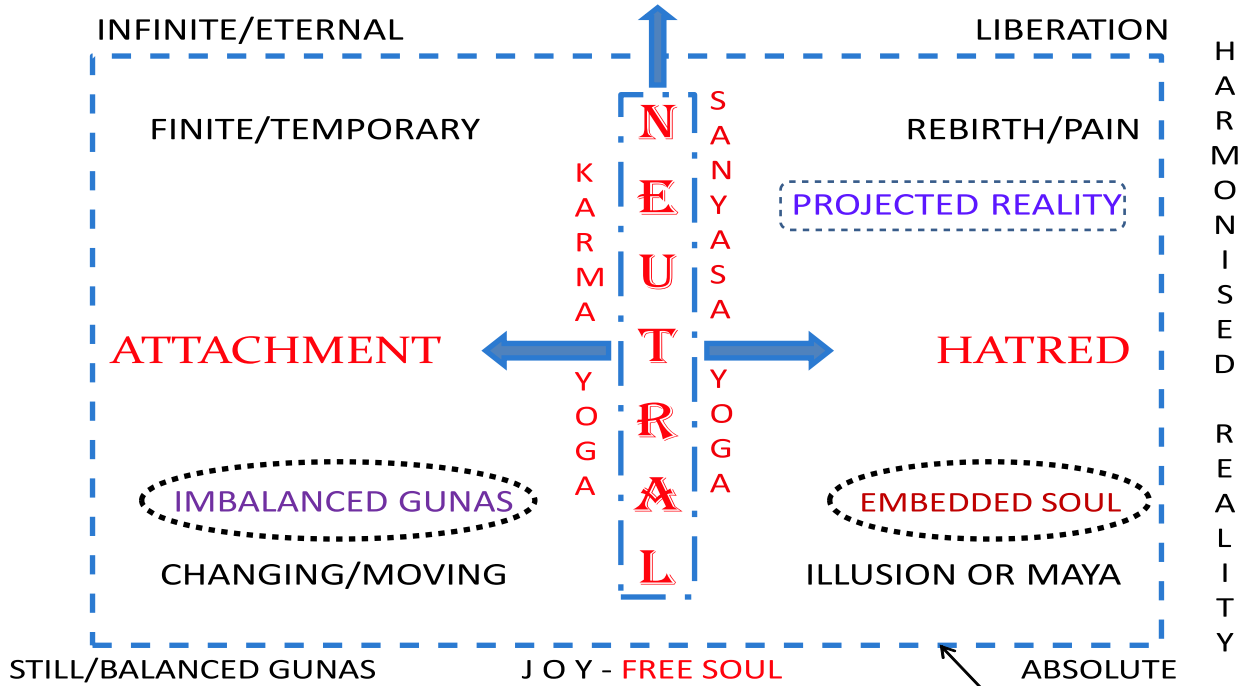 INFINITE/ETERNAL
LIBERATION
FINITE/TEMPORARY
REBIRTH/PAIN
PROJECTED REALITY
KARMA YOGA
NEUTRAL
SANYASA YOGA
HARMONISED REALITY
ATTACHMENT
HATRED
IMBALANCED GUNAS
EMBEDDED SOUL
CHANGING/MOVING
ILLUSION OR MAYA
STILL/BALANCED GUNAS
J O Y - FREE SOUL
ABSOLUTE